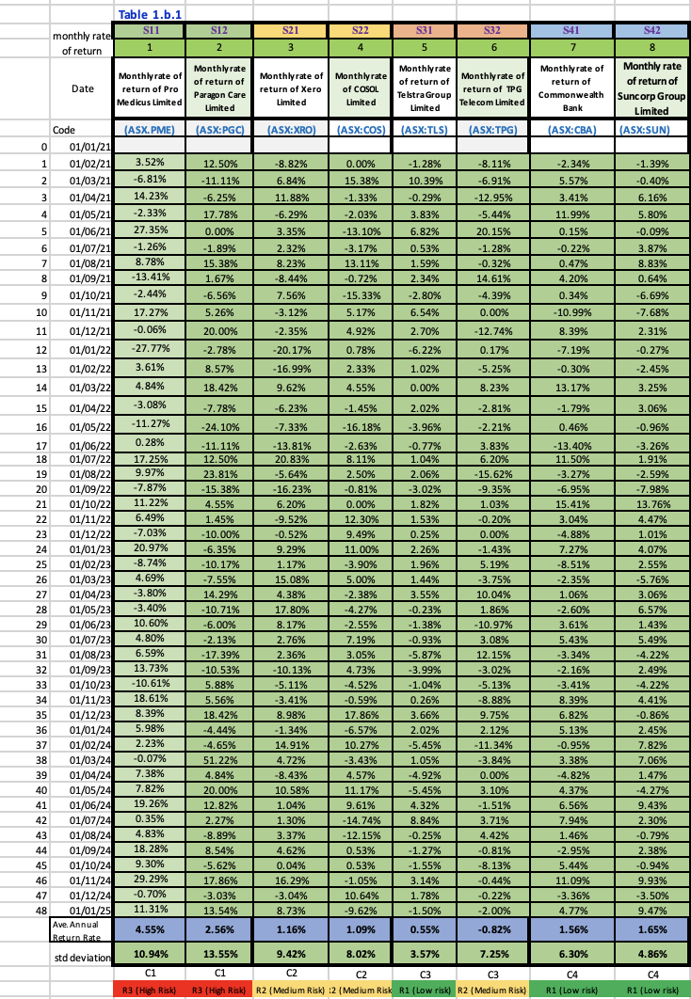 Table 1.b.1
monthly rate of return S11 S12 S21 S22 S31 S32 S41 S42
1 2 3 4 5 6 7 8
Date Monthly rate of return of Pro Medicus Limited Monthly rate of return of Paragon Care Limited Monthly rate of return of Xero Limited Monthly rate of return of COSOL Limited Monthly rate of return of Telstra Group Limited Monthly rate of return of TPG Telecom Limited Monthly rate of return of Commonwealth Bank Monthly rate of return of Suncorp Group Limited
Code (ASX.PME) (ASX:PGC) (ASX:XRO) (ASX:COS) (ASX:TLS) (ASX:TPG) (ASX:CBA) (ASX:SUN)
0 01/01/21
1 01/02/21 3.52% 12.50% -8.82% 0.00% -1.28% -8.11% -2.34% -1.39%
2 01/03/21 -6.81% -11.11% 6.84% 15.38% 10.39% -6.91% 5.57% -0.40%
3 01/04/21 14.23% -6.25% 11.88% -1.33% -0.29% -12.95% 3.41% 6.16%
4 01/05/21 -2.33% 17.78% -6.29% -2.03% 3.83% -5.44% 11.99% 5.80%
5 01/06/21 27.35% 0.00% 3.35% -13.10% 6.82% 20.15% 0.15% -0.09%
6 01/07/21 -1.26% -1.89% 2.32% -3.17% 0.53% -1.28% -0.22% 3.87%
7 01/08/21 8.78% 15.38% 8.23% 13.11% 1.59% -0.32% 0.47% 8.83%
8 01/09/21 -13.41% 1.67% -8.44% -0.72% 2.34% 14.61% 4.20% 0.64%
9 01/10/21 -2.44% -6.56% 7.56% -15.33% -2.80% -4.39% 0.34% -6.69%
10 01/11/21 17.27% 5.26% -3.12% 5.17% 6.54% 0.00% -10.99% -7.68%
11 01/12/21 -0.06% 20.00% -2.35% 4.92% 2.70% -12.74% 8.39% 2.31%
12 01/01/22 -27.77% -2.78% -20.17% 0.78% -6.22% 0.17% -7.19% -0.27%
13 01/02/22 3.61% 8.57% -16.99% 2.33% 1.02% -5.25% -0.30% -2.45%
14 01/03/22 4.84% 18.42% 9.62% 4.55% 0.00% 8.23% 13.17% 3.25%
15 01/04/22 -3.08% -7.78% -6.23% -1.45% 2.02% -2.81% -1.79% 3.06%
16 01/05/22 -11.27% -24.10% -7.33% -16.18% -3.96% -2.21% 0.46% -0.96%
17 01/06/22 0.28% -11.11% -13.81% -2.63% -0.77% 3.83% -13.40% -3.26%
18 01/07/22 17.25% 12.50% 20.83% 8.11% 1.04% 6.20% 11.50% 1.91%
19 01/08/22 9.97% 23.81% -5.64% 2.50% 2.06% -15.62% -3.27% -2.59%
20 01/09/22 -7.87% -15.38% -16.23% -0.81% -3.02% -9.35% -6.95% -7.98%
21 01/10/22 11.22% 4.55% 6.20% 0.00% 1.82% 1.03% 15.41% 13.76%
22 01/11/22 6.49% 1.45% -9.52% 12.30% 1.53% -0.20% 3.04% 4.47%
23 01/12/22 -7.03% -10.00% -0.52% 9.49% 0.25% 0.00% -4.88% 1.01%
24 01/01/23 20.97% -6.35% 9.29% 11.00% 2.26% -1.43% 7.27% 4.07%
25 01/02/23 -8.74% -10.17% 1.17% -3.90% 1.96% 5.19% -8.51% 2.55%
26 01/03/23 4.69% -7.55% 15.08% 5.00% 1.44% -3.75% -2.35% -5.76%
27 01/04/23 -3.80% 14.29% 4.38% -2.38% 3.55% 10.04% 1.06% 3.06%
28 01/05/23 -3.40% -10.71% 17.80% -4.27% -0.23% 1.86% -2.60% 6.57%
29 01/06/23 10.60% -6.00% 8.17% -2.55% -1.38% -10.97% 3.61% 1.43%
30 01/07/23 4.80% -2.13% 2.76% 7.19% -0.93% 3.08% 5.43% 5.49%
31 01/08/23 6.59% -17.39% 2.36% 3.05% -5.87% 12.15% -3.34% -4.22%
32 01/09/23 13.73% -10.53% -10.13% 4.73% -3.99% -3.02% -2.16% 2.49%
33 01/10/23 -10.61% 5.88% -5.11% -4.52% -1.04% -5.13% -3.41% -4.22%
34 01/11/23 18.61% 5.56% -3.41% -0.59% 0.26% -8.88% 8.39% 4.41%
35 01/12/23 8.39% 18.42% 8.98% 17.86% 3.66% 9.75% 6.82% -0.86%
36 01/01/24 5.98% -4.44% -1.34% -6.57% 2.02% 2.12% 5.13% 2.45%
37 01/02/24 2.23% -4.65% 14.91% 10.27% -5.45% -11.34% -0.95% 7.82%
38 01/03/24 -0.07% 51.22% 4.72% -3.43% 1.05% -3.84% 3.38% 7.06%
39 01/04/24 7.38% 4.84% -8.43% 4.57% -4.92% 0.00% -4.82% 1.47%
40 01/05/24 7.82% 20.00% 10.58% 11.17% -5.45% 3.10% 4.37% -4.27%
41 01/06/24 19.26% 12.82% 1.04% 9.61% 4.32% -1.51% 6.56% 9.43%
42 01/07/24 0.35% 2.27% 1.30% -14.74% 8.84% 3.71% 7.94% 2.30%
43 01/08/24 4.83% -8.89% 3.37% -12.15% -0.25% 4.42% 1.46% -0.79%
44 01/09/24 18.28% 8.54% 4.62% 0.53% -1.27% -0.81% -2.95% 2.38%
45 01/10/24 9.30% -5.62% 0.04% 0.53% -1.55% -8.13% 5.44% -0.94%
46 01/11/24 29.29% 17.86% 16.29% -1.05% 3.14% -0.44% 11.09% 9.93%
47 01/12/24 -0.70% -3.03% -3.04% 10.64% 1.78% -0.22% -3.36% -3.50%
48 01/01/25 11.31% 13.54% 8.73% -9.62% -1.50% -2.00% 4.77% 9.47%
Ave. Annual Return Rate 4.55% 2.56% 1.16% 1.09% 0.55% -0.82% 1.56% 1.65%
std deviation 10.94% 13.55% 9.42% 8.02% 3.57% 7.25% 6.30% 4.86%
C1 C1 C2 C2 C3 C3 C4 C4
R3 (High Risk) R3 (High Risk) R2 (Medium Risk) :2 (Medium Risk R1 (Low risk) R2 (Medium Risk) R1 (Low risk) R1 (Low risk)